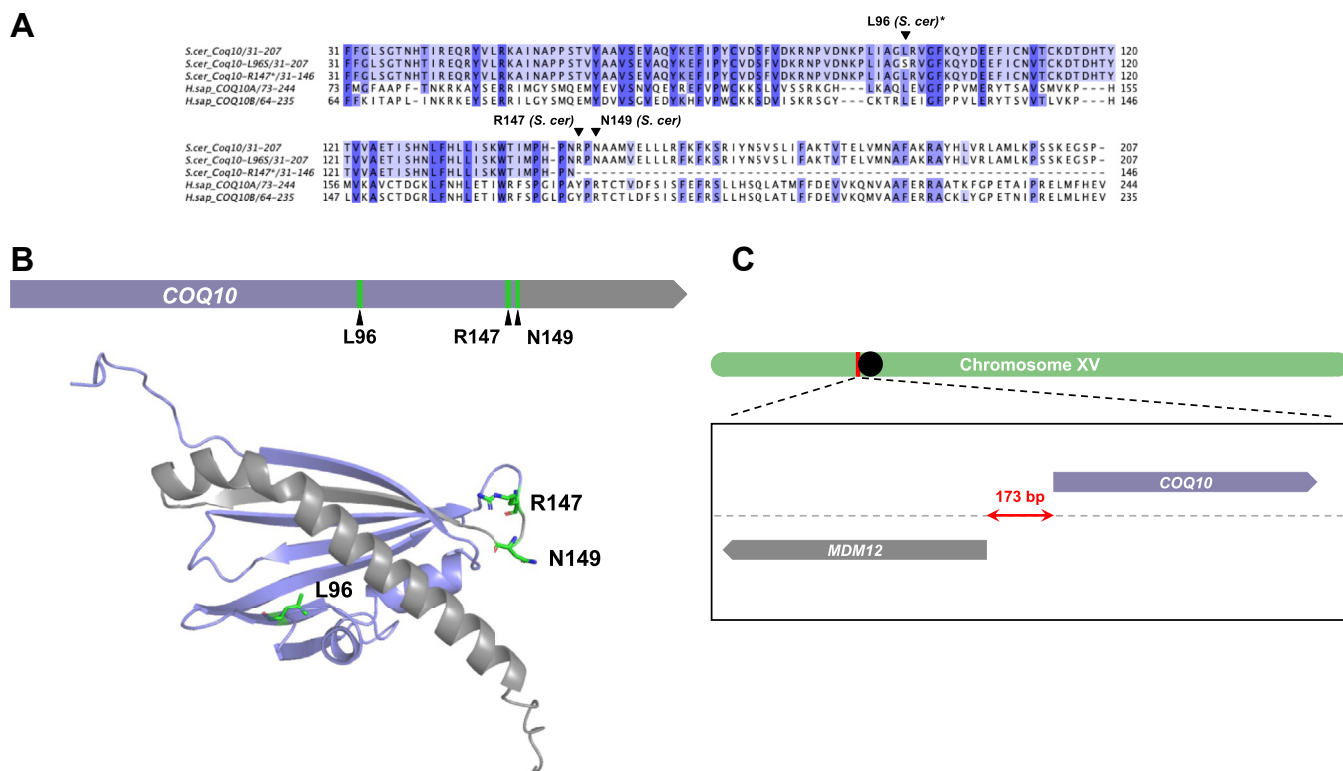 A
L96 (S. cer)*
S.cer_Coq10/31-207 31 FFGLSGTNHTIREQRYVLRKAINAPPSTVYAAVSEVAQYKEFIPYCVDSFVDKRNPVDNKPLIAGLRVGFKQYDEEFICNVTCKDTDHTY 120
S.cer_Coq10-L96S/31-207 31 FFGLSGTNHTIREQRYVLRKAINAPPSTVYAAVSEVAQYKEFIPYCVDSFVDKRNPVDNKPLIAGSRVGFKQYDEEFICNVTCKDTDHTY 120
S.cer_Coq10-R147*/31-146 31 FFGLSGTNHTIREQRYVLRKAINAPPSTVYAAVSEVAQYKEFIPYCVDSFVDKRNPVDNKPLIAGLRVGFKQYDEEFICNVTCKDTDHTY 120
H.sap_COQ10A/73-244 73 FMGFAAPF-TNKRKAYSERRIMGYSMQEMYEVVSNVQEYREFVPWCKKSLVVSSRKGH---LKAQLEVGFPPVMERYTSAVTMVKP---H 155
H.sap_COQ10B/64-235 64 FFKITAPL-INKRKEYSERRILGYSMQEMYDVVSGVEDYKHFVPWCKKSDVISKRSGY---CKTRLEIGFPPVLERYTSVVTLVKP---H 146
R147 (S. cer) N149 (S. cer)
S.cer_Coq10/31-207 121 TVVAETISHNLFHLLISKWTIMPH-PNRPNAAMVELLLRFKFKSRIYNSVSLIFAKTVTELVMNAFAKRAYHLVRLAMLKPSSKEGSP- 207
S.cer_Coq10-L96S/31-207 121 TVVAETISHNLFHLLISKWTIMPH-PNRPNAAMVELLLRFKFKSRIYNSVSLIFAKTVTELVMNAFAKRAYHLVRLAMLKPSSKEGSP- 207
S.cer_Coq10-R147*/31-146 121 TVVAETISHNLFHLLISKWTIMPH-PN-------------------------------------------------------------- 146
H.sap_COQ10A/73-244 156 MVKAVCTDGKLFNHLETIWRFSPGIPAYPRTCTVDFSISFEFRSLLHSQLATMFFDEVVKQNVAAFERRAATKFGPETAIPRELMFHEV 244
H.sap_COQ10B/64-235 147 LVKASCTDGRLFNHLETIWRFSPGLPGYPRTCTLDFSISFEFRSLLHSQLATLFFDEVVKQMVAAFERRACKLYGPETNIPRELMLHEV 235
B
COQ10
L96 R147 N149
R147
N149
L96
C
Chromosome XV
COQ10
173 bp
MDM12